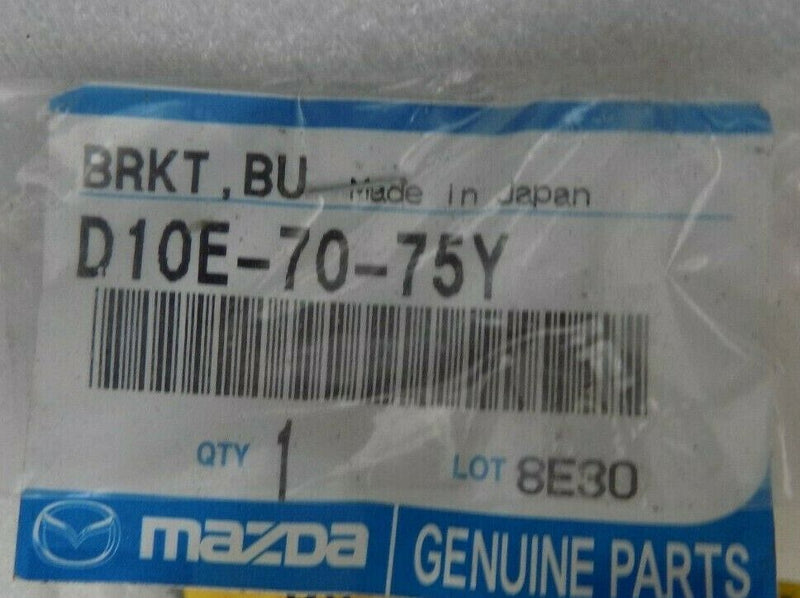 BRKT, BU Made in Japan
D10E-70-75Y
QTY 1 LOT 8E30
mazda GENUINE PARTS